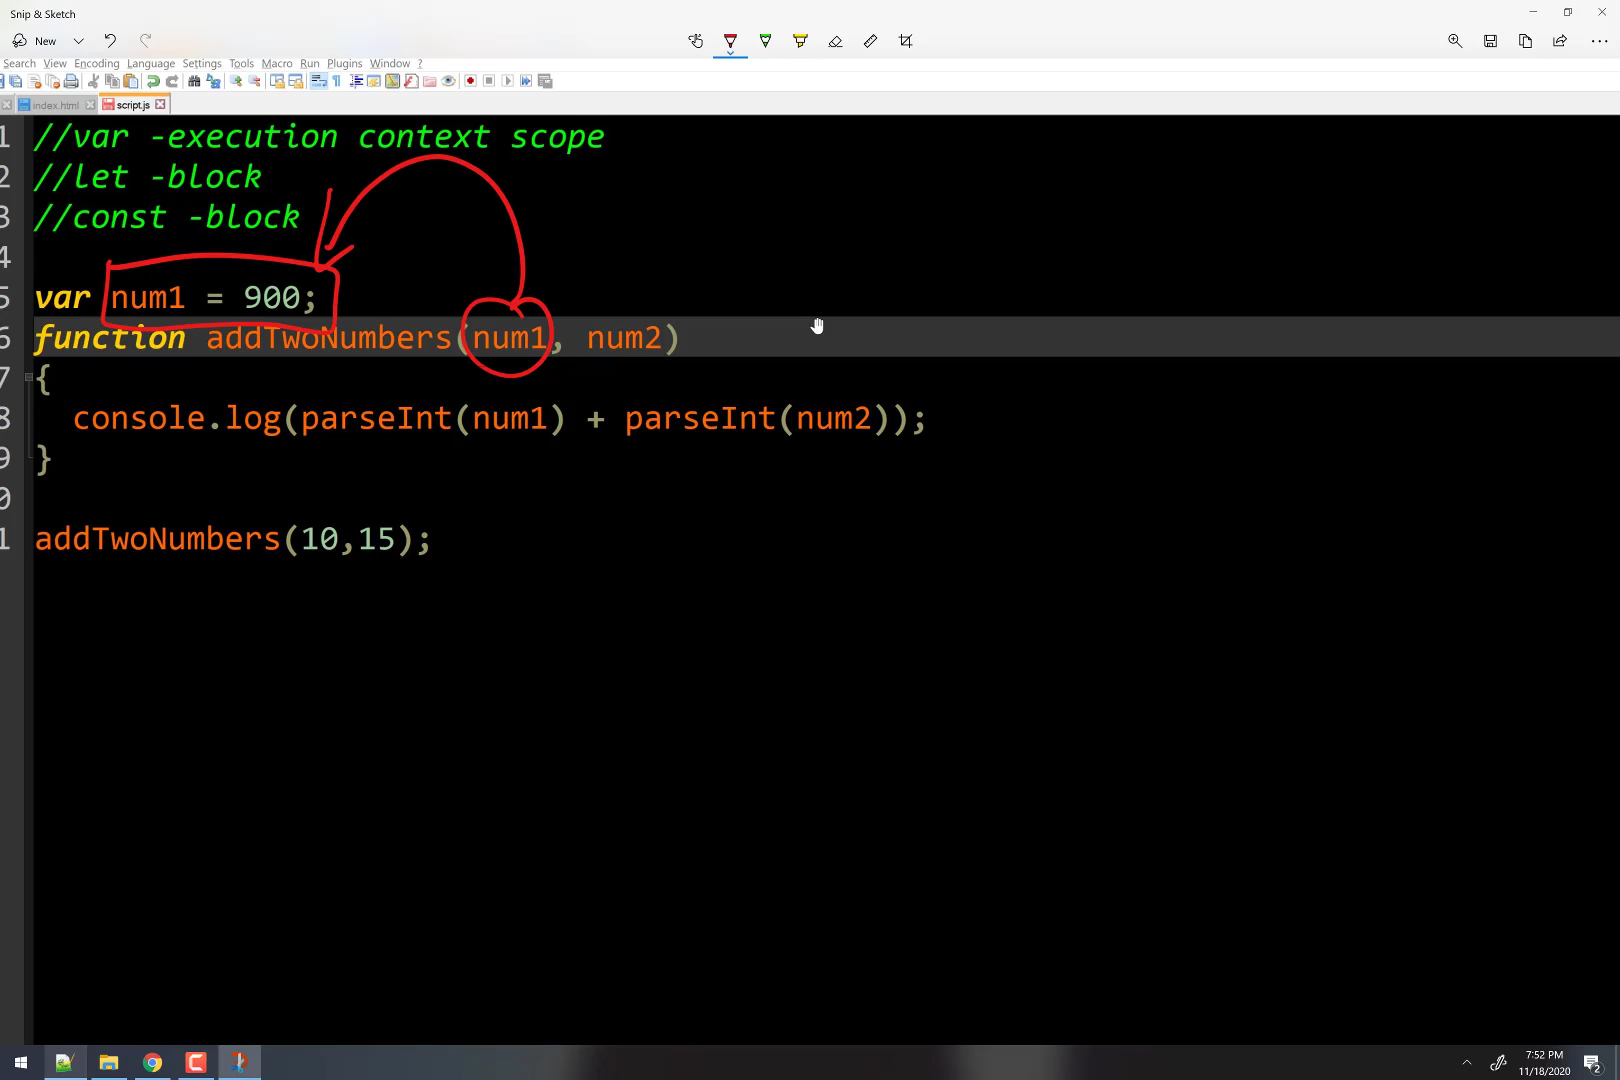 Snip & Sketch
New
Search View Encoding Language Settings Tools Macro Run Plugins Window ?
index.html script.js
1 //var -execution context scope
2 //let -block
3 //const -block
4
5 var num1 = 900;
6 function addTwoNumbers(num1, num2)
7 {
8 console.log(parseInt(num1) + parseInt(num2));
9 }
0
1 addTwoNumbers(10,15);
7:52 PM
11/18/2020
2